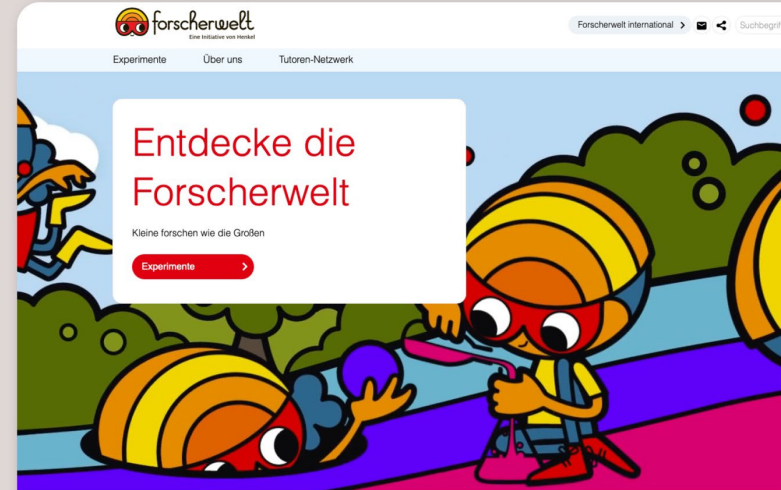 forscherwelt
Eine Initiative von Henkel
Forscherwelt international
Experimente
Über uns
Tutoren-Netzwerk
Entdecke die
Forscherwelt
Kleine forschen wie die Großen
Experimente